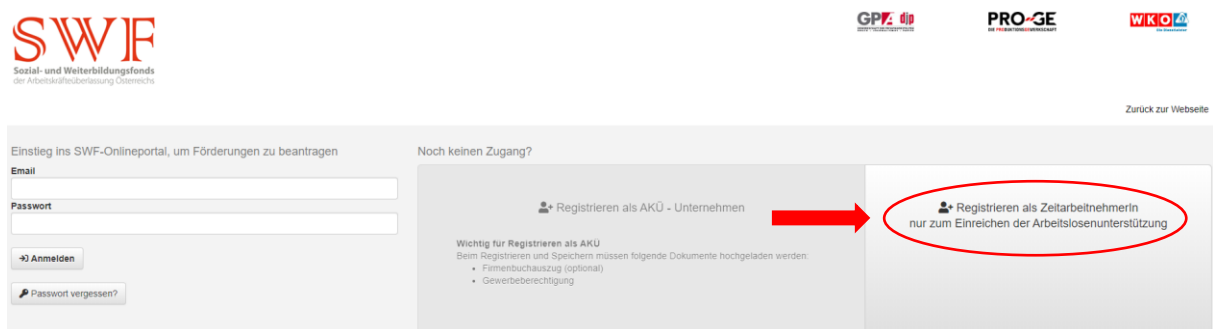 SWF
Sozial- und Weiterbildungsfonds
der Arbeitskräfteüberlassung Österreichs
GPA djp
PRO-GE
DIE PRODUKTIONSGEWERKSCHAFT
WKO
Zurück zur Webseite
Einstieg ins SWF-Onlineportal, um Förderungen zu beantragen
Email
Passwort
Anmelden
Passwort vergessen?
Noch keinen Zugang?
Registrieren als AKÜ - Unternehmen
Wichtig für Registrieren als AKÜ
Beim Registrieren und Speichern müssen folgende Dokumente hochgeladen werden:
• Firmenbuchauszug (optional)
• Gewerbeberechtigung
Registrieren als ZeitarbeitnehmerIn
nur zum Einreichen der Arbeitslosenunterstützung